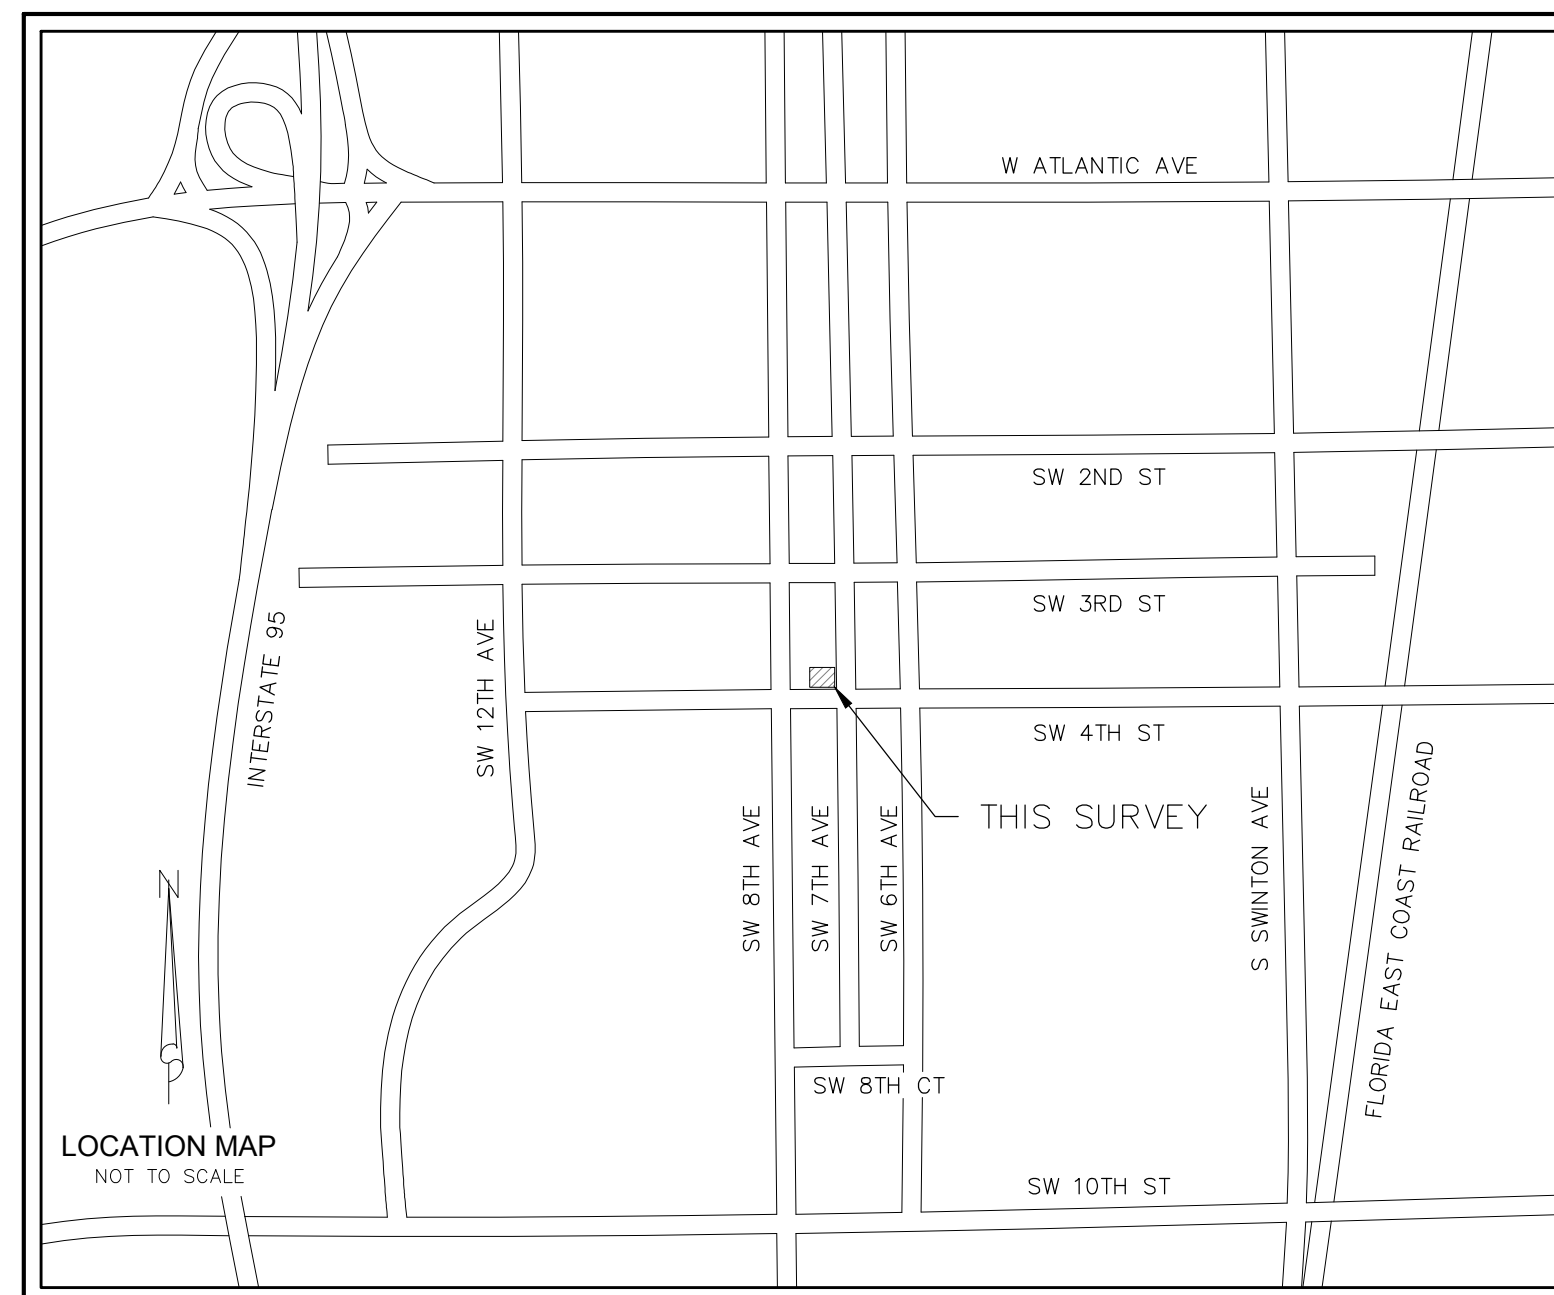 W ATLANTIC AVE
SW 2ND ST
SW 3RD ST
INTERSTATE 95
SW 12TH AVE
SW 4TH ST
THIS SURVEY
SW 8TH AVE
SW 7TH AVE
SW 6TH AVE
S SWINTON AVE
FLORIDA EAST COAST RAILROAD
N
SW 8TH CT
LOCATION MAP
NOT TO SCALE
SW 10TH ST